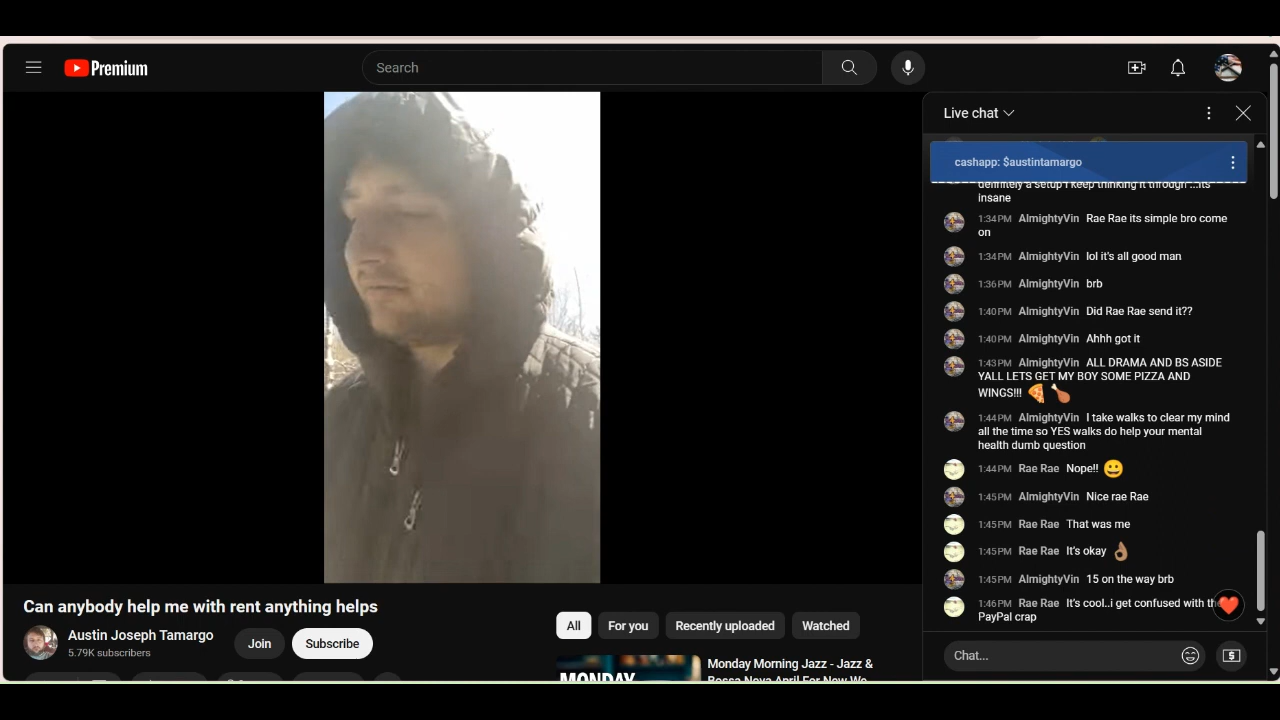 Premium
Search
Live chat
cashapp: $austintamargo
definitely a setup I keep thinking it through ...its
insane
1:34 PM AlmightyVin Rae Rae its simple bro come
on
1:34 PM AlmightyVin lol it's all good man
1:36 PM AlmightyVin brb
1:40 PM AlmightyVin Did Rae Rae send it??
1:40 PM AlmightyVin Ahhh got it
1:43 PM AlmightyVin ALL DRAMA AND BS ASIDE
YALL LETS GET MY BOY SOME PIZZA AND
WINGS!!! 🍕🍗
1:44 PM AlmightyVin I take walks to clear my mind
all the time so YES walks do help your mental
health dumb question
1:44 PM Rae Rae Nope!! 😀
1:45 PM AlmightyVin Nice rae Rae
1:45 PM Rae Rae That was me
1:45 PM Rae Rae It's okay 👌🏽
1:45 PM AlmightyVin 15 on the way brb
1:46 PM Rae Rae It's cool..i get confused with the
PayPal crap
Chat...
Can anybody help me with rent anything helps
Austin Joseph Tamargo
5.79K subscribers
Join
Subscribe
All
For you
Recently uploaded
Watched
MONDAY
Monday Morning Jazz - Jazz &
Bossa Nova April For New We